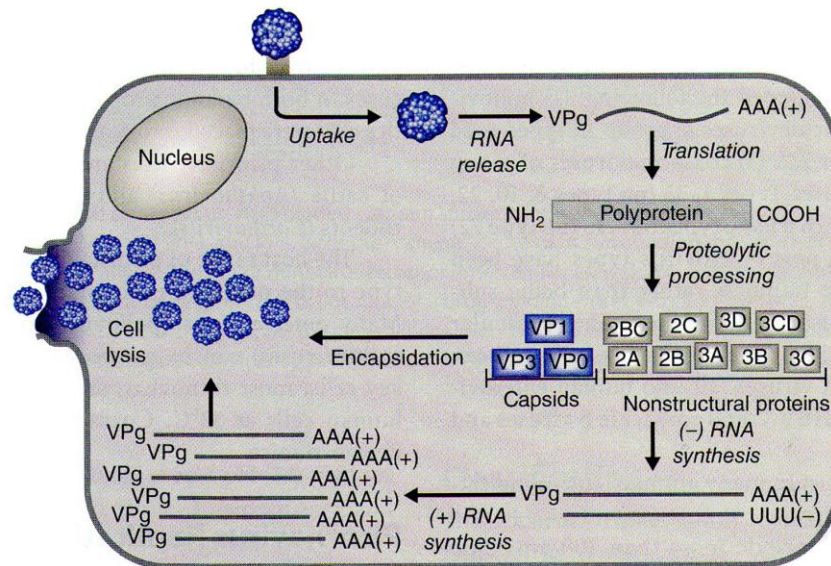 Uptake
RNA
release
VPg
AAA(+)
Translation
Nucleus
NH2
Polyprotein
COOH
Proteolytic
processing
Cell
lysis
Encapsidation
VP1
VP3
VP0
Capsids
2BC
2C
3D
3CD
2A
2B
3A
3B
3C
Nonstructural proteins
(–) RNA
synthesis
VPg
AAA(+)
UUU(–)
(+) RNA
synthesis
VPg AAA(+)
VPg AAA(+)
VPg AAA(+)
VPg AAA(+)
VPg AAA(+)
VPg AAA(+)